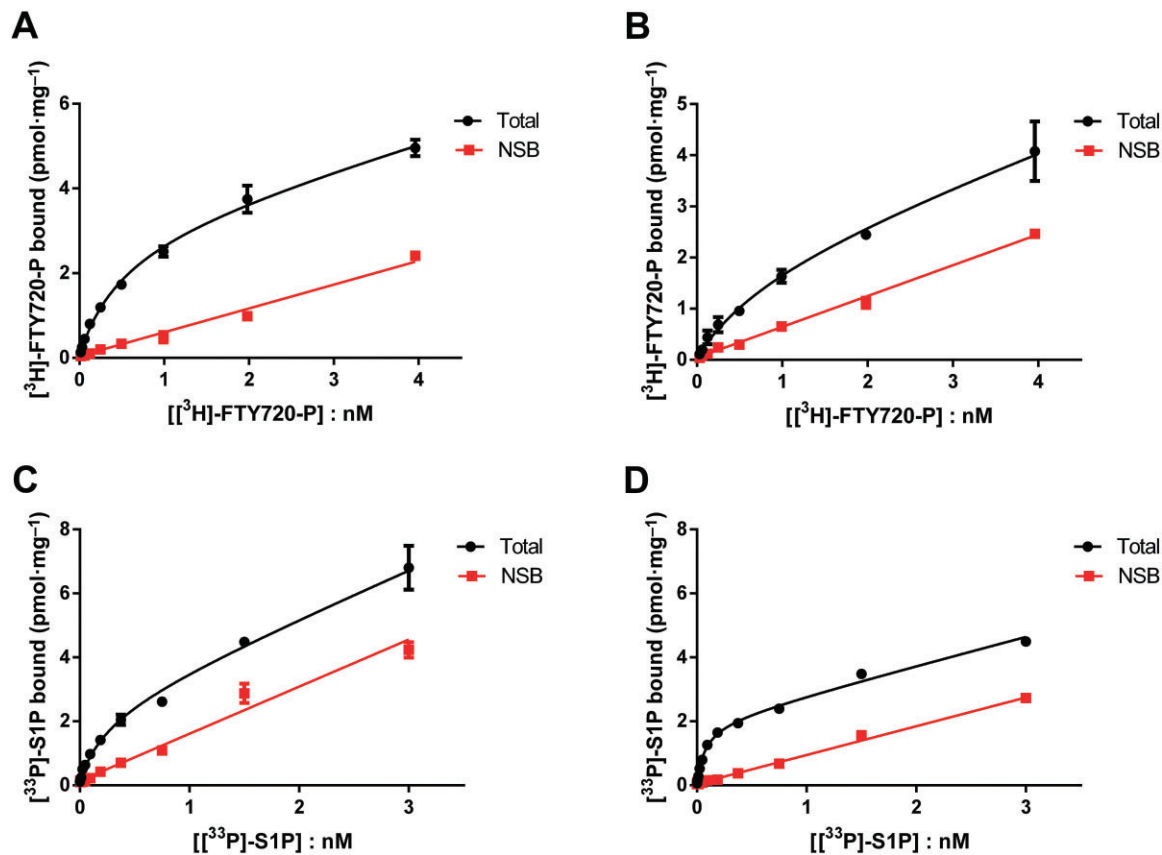 A
[³H]-FTY720-P bound (pmol·mg⁻¹)
6
4
2
0
0 1 2 3 4
[[³H]-FTY720-P] : nM
Total
NSB
B
[³H]-FTY720-P bound (pmol·mg⁻¹)
5
4
3
2
1
0
0 1 2 3 4
[[³H]-FTY720-P] : nM
Total
NSB
C
[³³P]-S1P bound (pmol·mg⁻¹)
8
6
4
2
0
0 1 2 3
[[³³P]-S1P] : nM
Total
NSB
D
[³³P]-S1P bound (pmol·mg⁻¹)
8
6
4
2
0
0 1 2 3
[[³³P]-S1P] : nM
Total
NSB